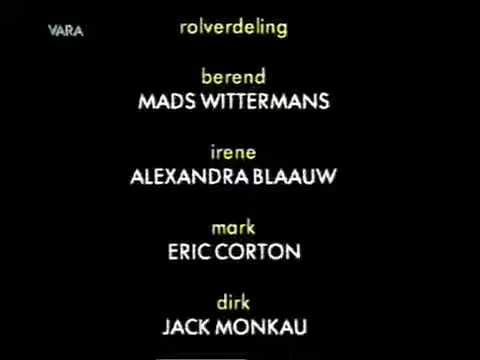 VARA
rolverdeling
berend
MADS WITTERMANS
irene
ALEXANDRA BLAAUW
mark
ERIC CORTON
dirk
JACK MONKAU